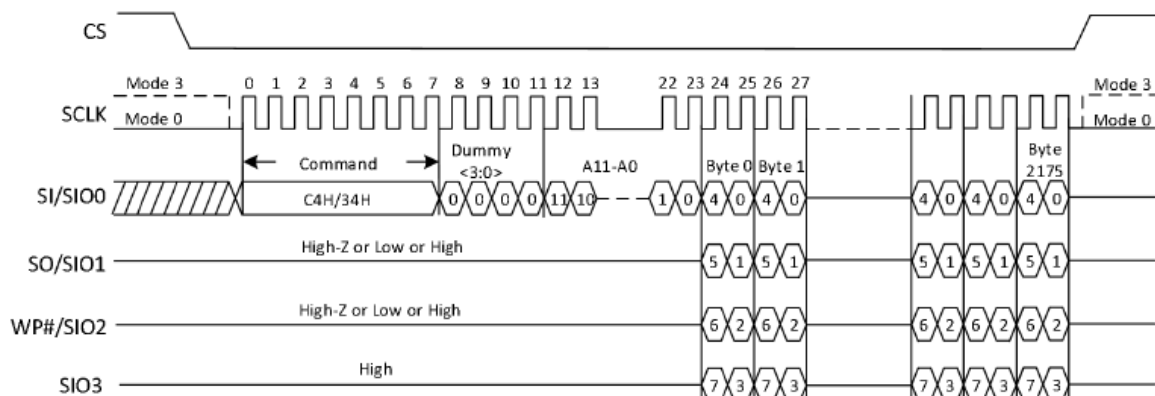 CS
Mode 3
0 1 2 3 4 5 6 7 8 9 10 11 12 13 22 23 24 25 26 27
Mode 3
SCLK
Mode 0
Mode 0
Command
Dummy
<3:0>
A11-A0
Byte 0
Byte 1
Byte
2175
SI/SIO0
C4H/34H
0 0 0 0 11 10 1 0 4 0 4 0 4 0 4 0 4 0
High-Z or Low or High
SO/SIO1
5 1 5 1 5 1 5 1 5 1
High-Z or Low or High
WP#/SIO2
6 2 6 2 6 2 6 2 6 2
High
SIO3
7 3 7 3 7 3 7 3 7 3